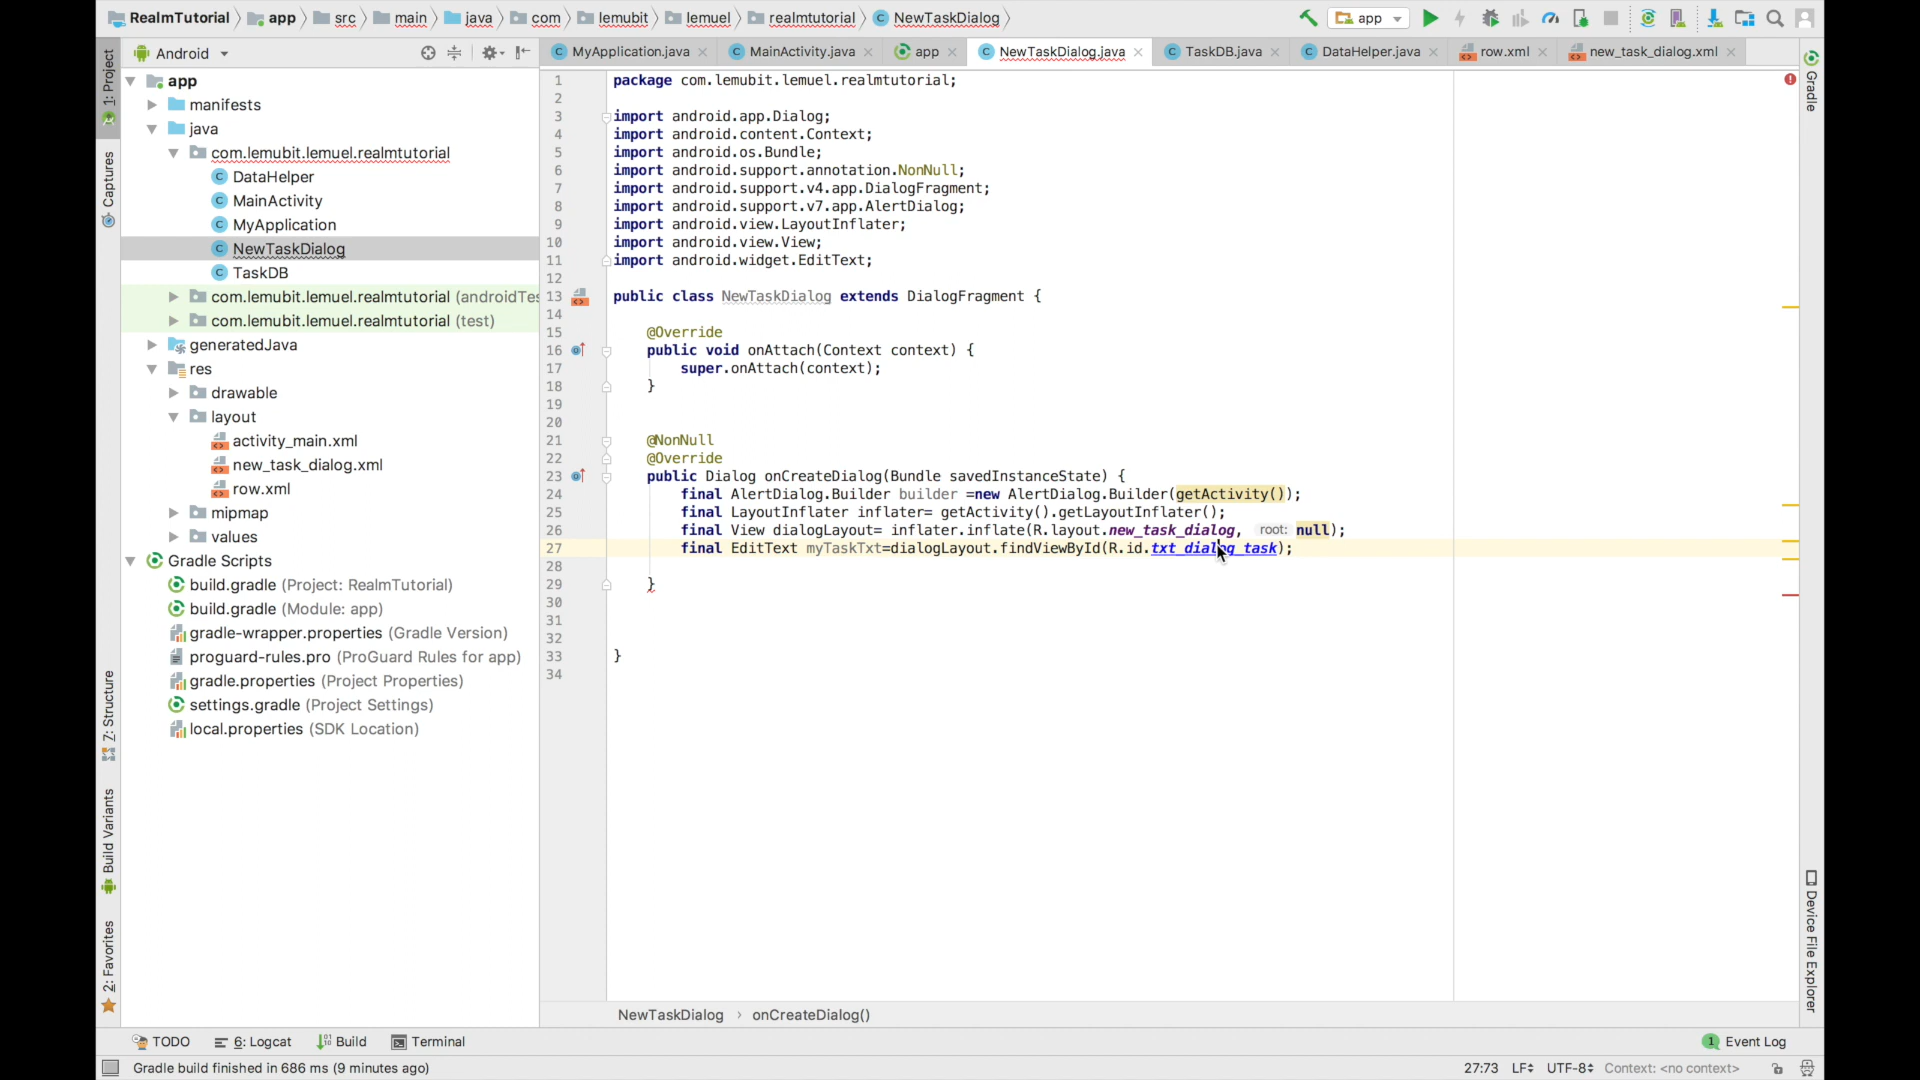 RealmTutorial app src main java com lemubit lemuel realmtutorial NewTaskDialog app
1: Project
Captures
Z: Structure
Build Variants
2: Favorites
Android
app
manifests
java
com.lemubit.lemuel.realmtutorial
DataHelper
MainActivity
MyApplication
NewTaskDialog
TaskDB
com.lemubit.lemuel.realmtutorial (androidTes
com.lemubit.lemuel.realmtutorial (test)
generatedJava
res
drawable
layout
activity_main.xml
new_task_dialog.xml
row.xml
mipmap
values
Gradle Scripts
build.gradle (Project: RealmTutorial)
build.gradle (Module: app)
gradle-wrapper.properties (Gradle Version)
proguard-rules.pro (ProGuard Rules for app)
gradle.properties (Project Properties)
settings.gradle (Project Settings)
local.properties (SDK Location)
MyApplication.java MainActivity.java app NewTaskDialog.java TaskDB.java DataHelper.java row.xml new_task_dialog.xml
1 package com.lemubit.lemuel.realmtutorial;
2
3 import android.app.Dialog;
4 import android.content.Context;
5 import android.os.Bundle;
6 import android.support.annotation.NonNull;
7 import android.support.v4.app.DialogFragment;
8 import android.support.v7.app.AlertDialog;
9 import android.view.LayoutInflater;
10 import android.view.View;
11 import android.widget.EditText;
12
13 public class NewTaskDialog extends DialogFragment {
14
15 @Override
16 public void onAttach(Context context) {
17 super.onAttach(context);
18 }
19
20
21 @NonNull
22 @Override
23 public Dialog onCreateDialog(Bundle savedInstanceState) {
24 final AlertDialog.Builder builder =new AlertDialog.Builder(getActivity());
25 final LayoutInflater inflater= getActivity().getLayoutInflater();
26 final View dialogLayout= inflater.inflate(R.layout.new_task_dialog, root: null);
27 final EditText myTaskTxt=dialogLayout.findViewById(R.id.txt_dialog_task);
28
29 }
30
31
32
33 }
34
NewTaskDialog › onCreateDialog()
Gradle
Device File Explorer
TODO 6: Logcat Build Terminal 1 Event Log
Gradle build finished in 686 ms (9 minutes ago) 27:73 LF UTF-8 Context: <no context>